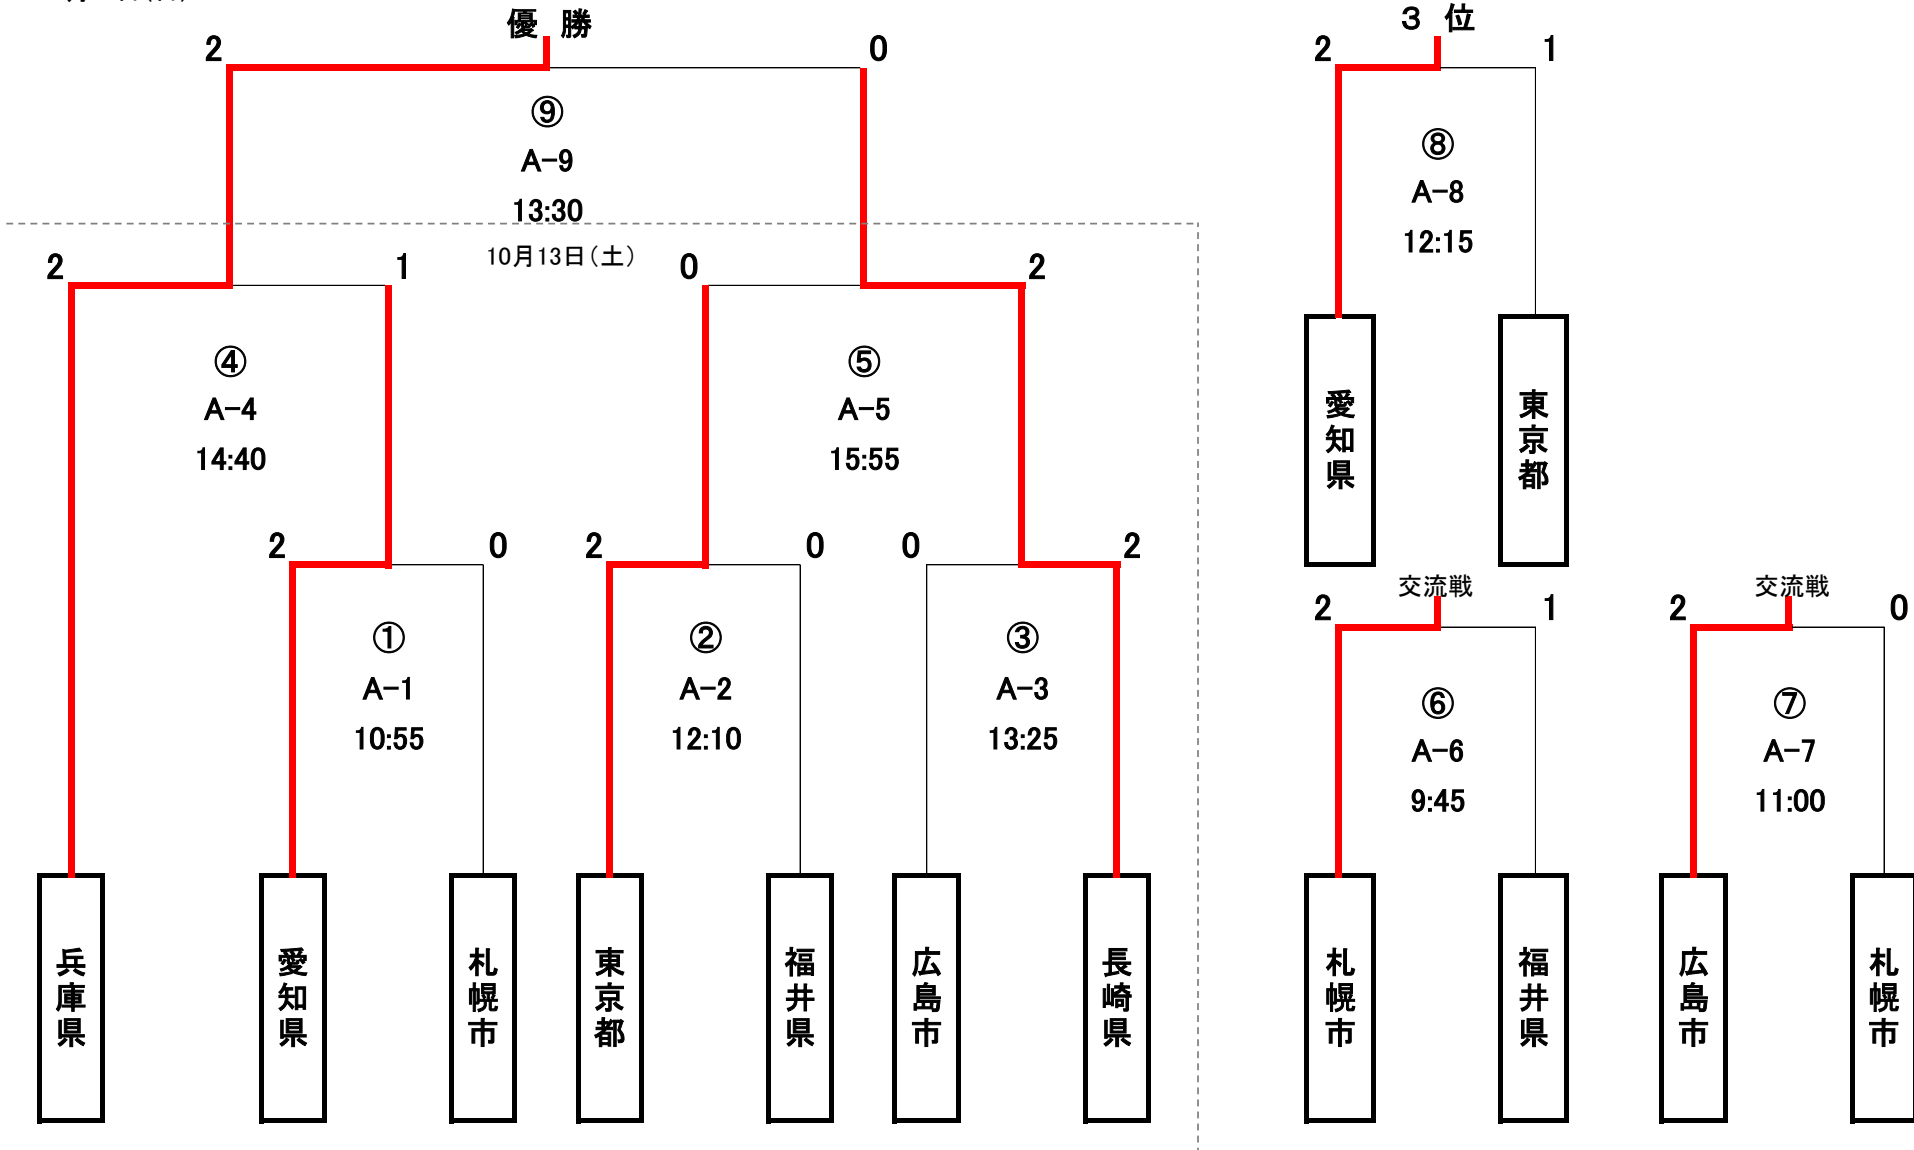 優 勝
2
0
⑨
A-9
13:30
10月13日(土)
2
1
0
2
④
A-4
14:40
⑤
A-5
15:55
2
0
2
0
0
2
①
A-1
10:55
②
A-2
12:10
③
A-3
13:25
兵庫県
愛知県
札幌市
東京都
福井県
広島市
長崎県
3 位
2
1
⑧
A-8
12:15
愛知県
東京都
交流戦
2
1
⑥
A-6
9:45
札幌市
福井県
交流戦
2
0
⑦
A-7
11:00
広島市
札幌市